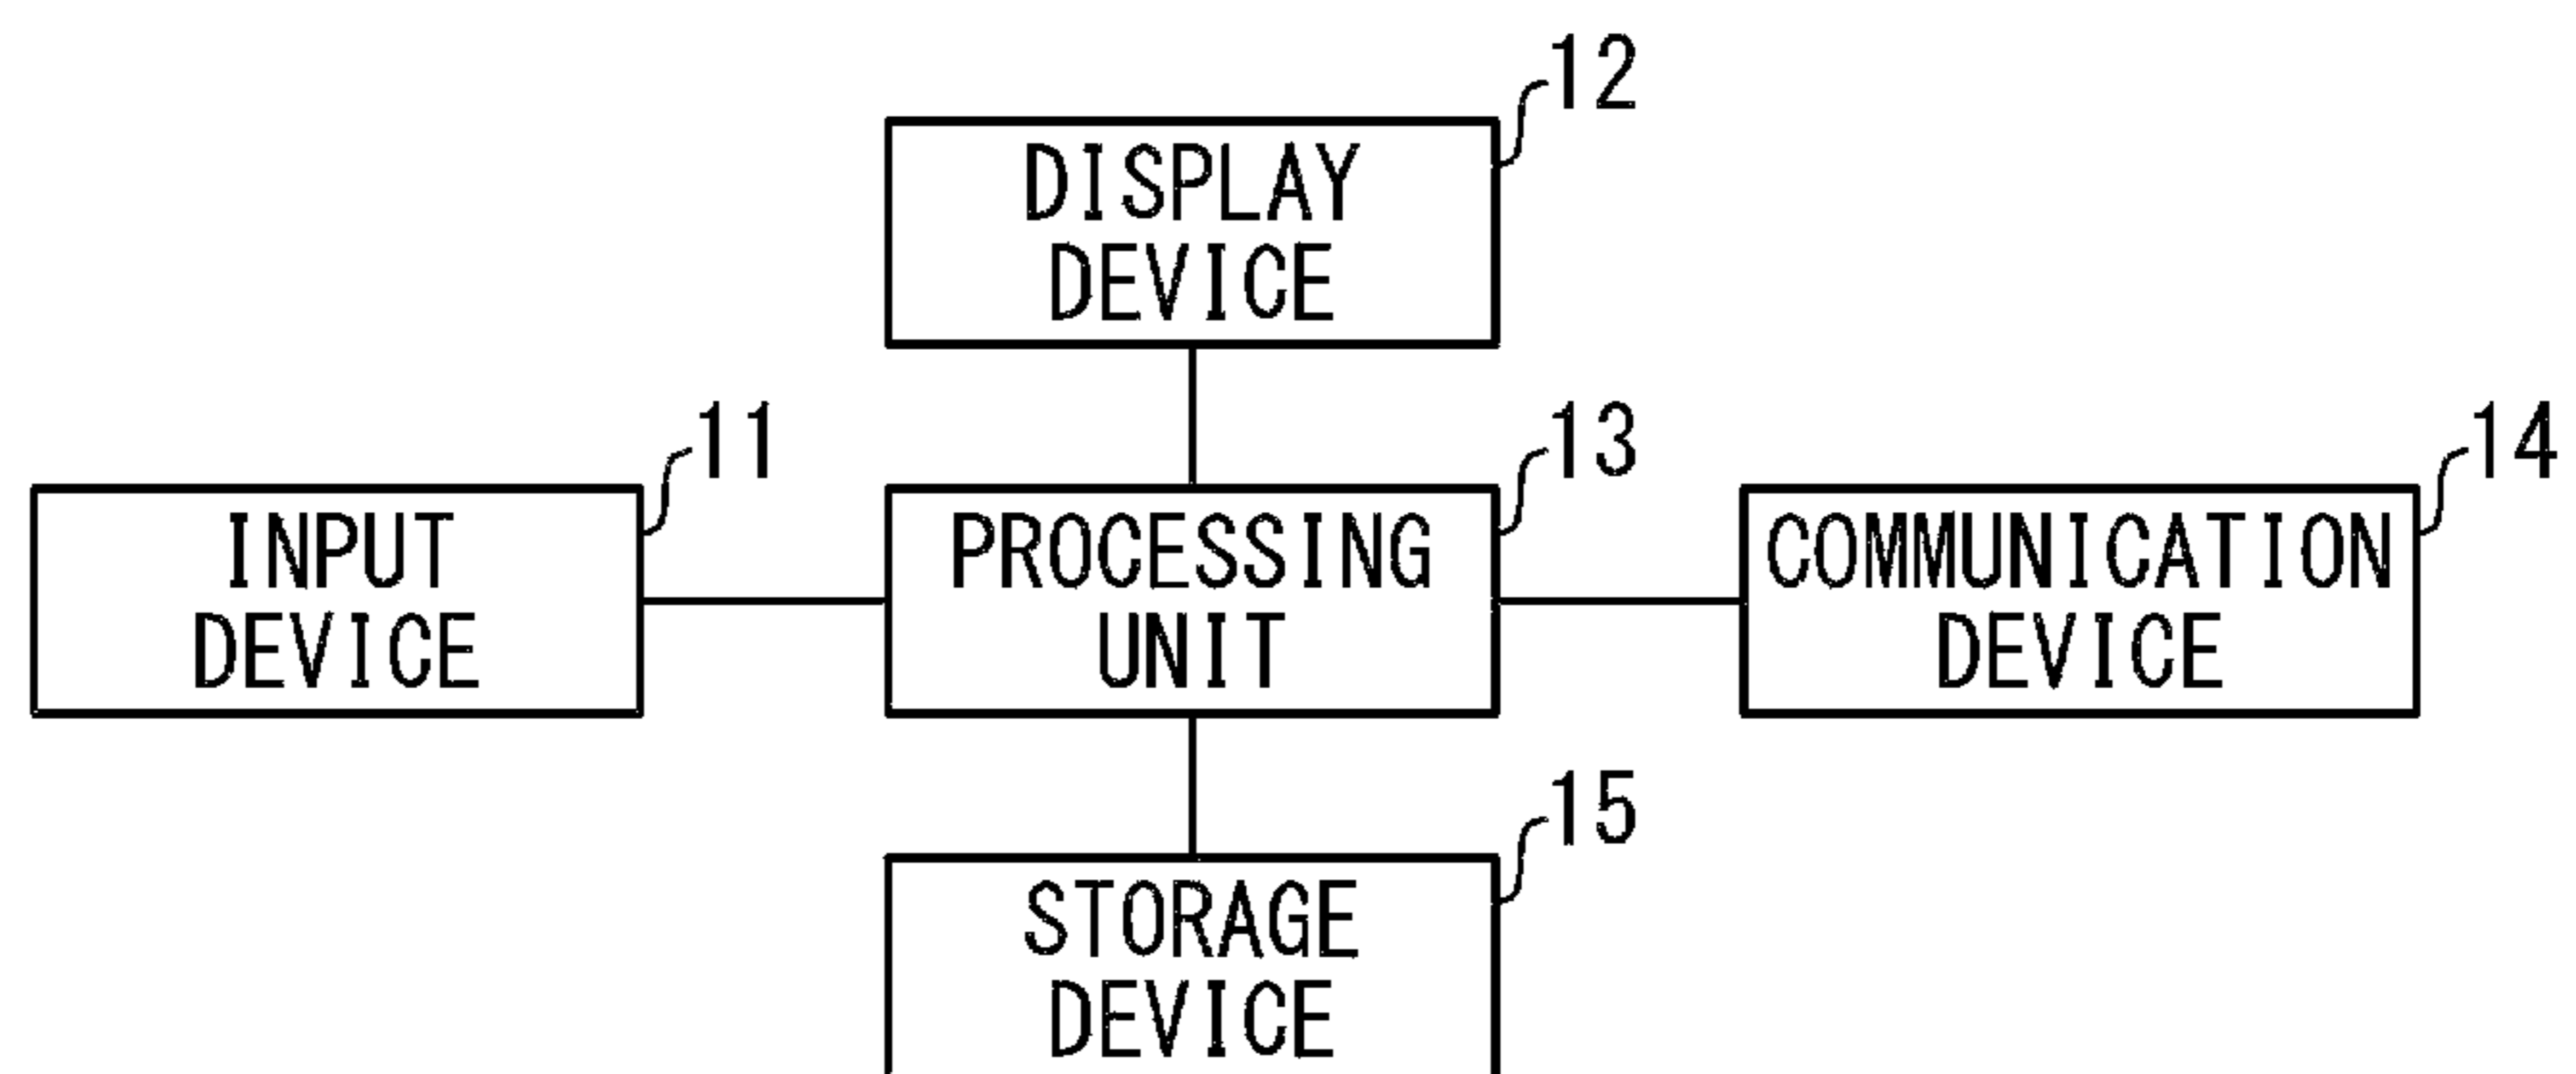 12
DISPLAY
DEVICE
11
13
14
INPUT
DEVICE
PROCESSING
UNIT
COMMUNICATION
DEVICE
15
STORAGE
DEVICE